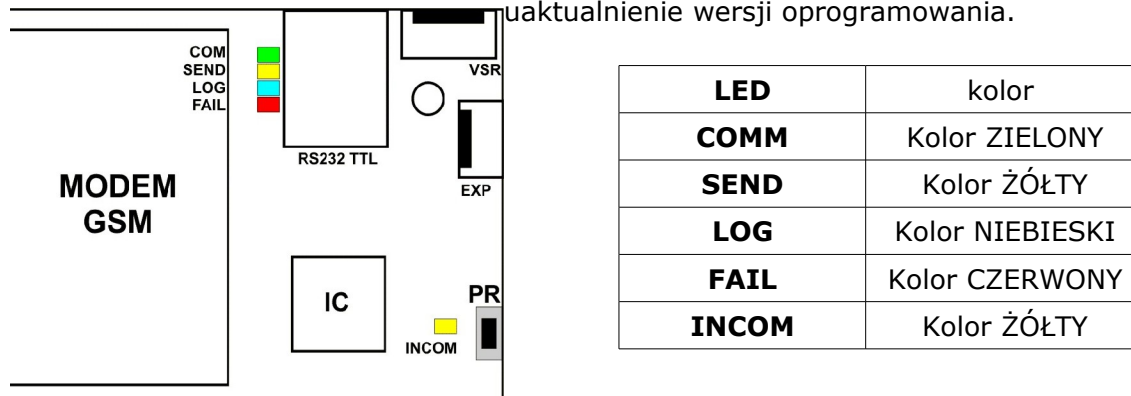 uaktualnienie wersji oprogramowania.
COM
SEND
LOG
FAIL
VSR
RS232 TTL
EXP
MODEM
GSM
IC
PR
INCOM
LED kolor
COMM Kolor ZIELONY
SEND Kolor ŻÓŁTY
LOG Kolor NIEBIESKI
FAIL Kolor CZERWONY
INCOM Kolor ŻÓŁTY